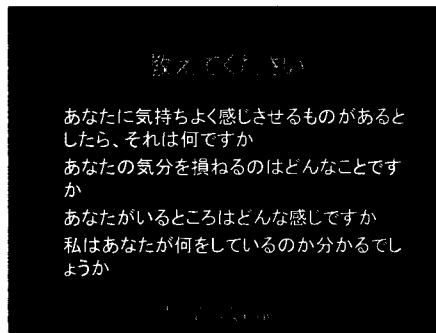 教えてください
あなたに気持ちよく感じさせるものがあると
したら、それは何ですか
あなたの気分を損ねるのはどんなことです
か
あなたがいるところはどんな感じですか
私はあなたが何をしているのか分かるでし
ょうか